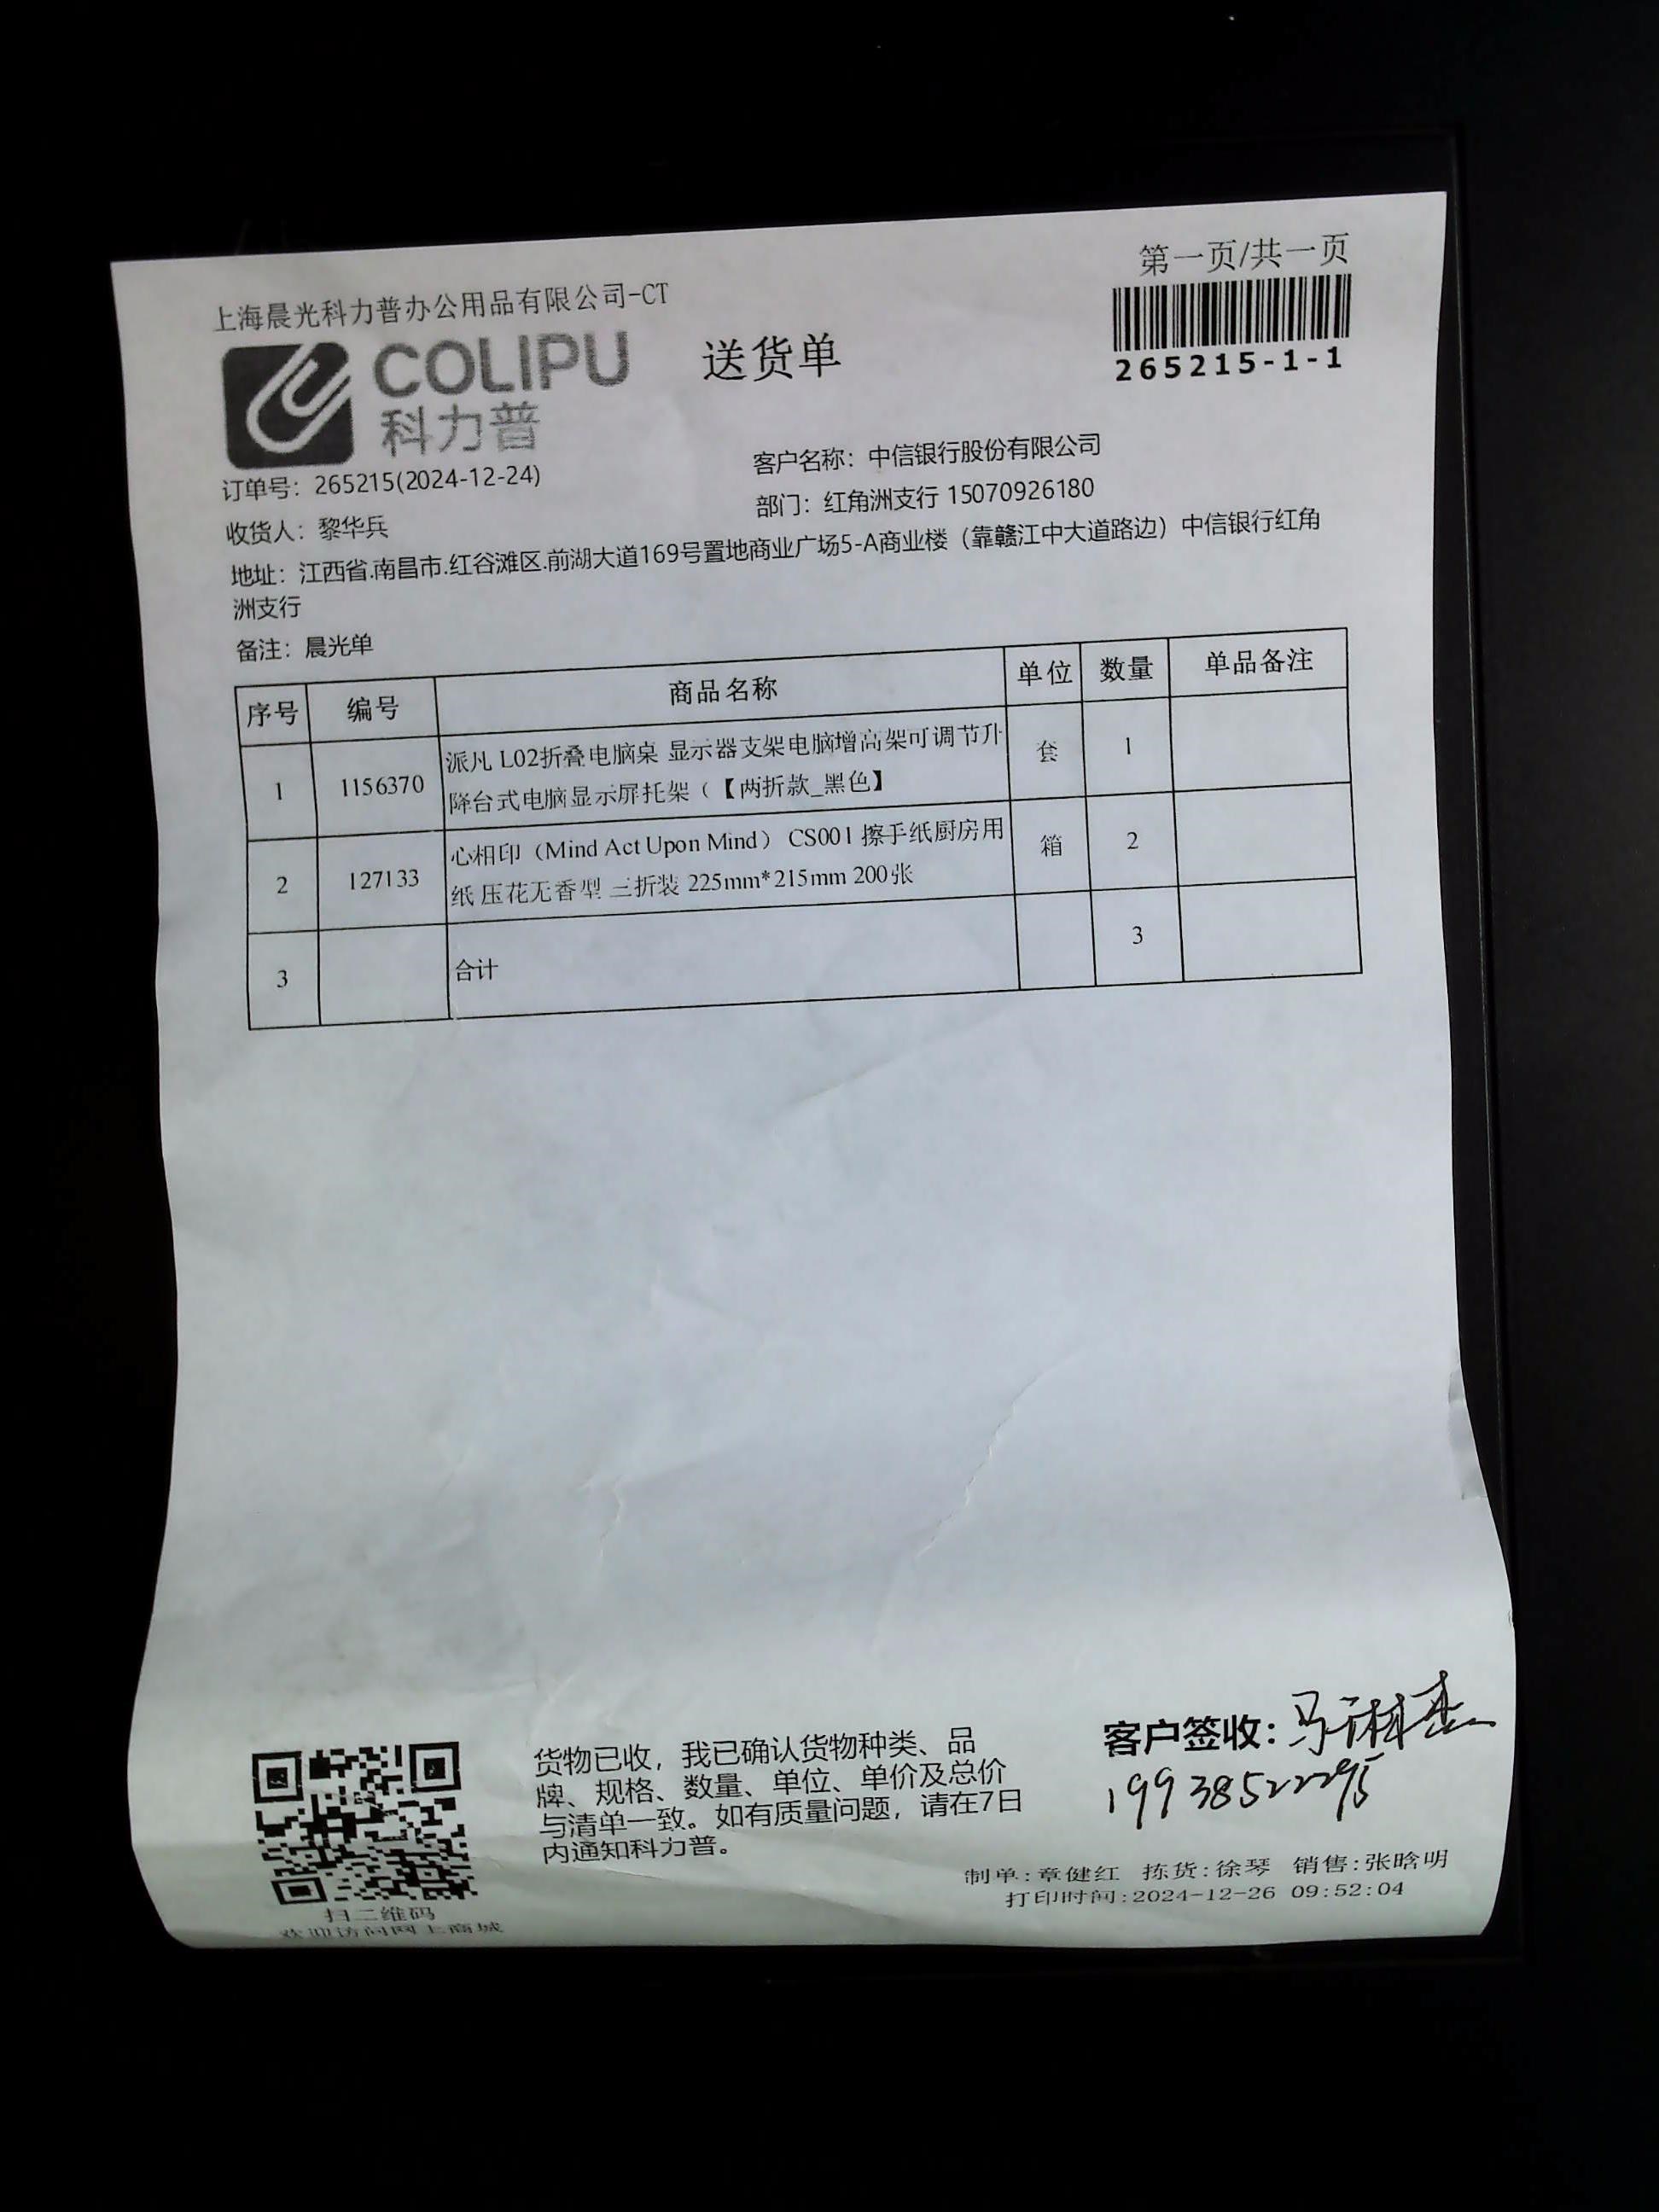 第一页/共一页
上海晨光科力普办公用品有限公司-CT
COLIPU
科力普
送货单
265215-1-1
订单号：265215(2024-12-24)
客户名称：中信银行股份有限公司
收货人：黎华兵
部门：红角洲支行 15070926180
地址：江西省.南昌市.红谷滩区.前湖大道169号置地商业广场5-A商业楼（靠赣江中大道路边）中信银行红角
洲支行
备注：晨光单
序号 编号 商品名称 单位 数量 单品备注
1 1156370 派凡 L02折叠电脑桌 显示器支架电脑增高架可调节升 套 1
降台式电脑显示屏托架（【两折款_黑色】
2 127133 心相印（Mind Act Upon Mind） CS001 擦手纸厨房用 箱 2
纸 压花无香型 三折装 225mm*215mm 200张
3 合计 3
货物已收，我已确认货物种类、品
牌、规格、数量、单位、单价及总价
与清单一致。如有质量问题，请在7日
内通知科力普。
客户签收：
19938522295
制单:章健红 拣货:徐琴 销售:张晗明
打印时间:2024-12-26 09:52:04
扫二维码
欢迎访问网上商城